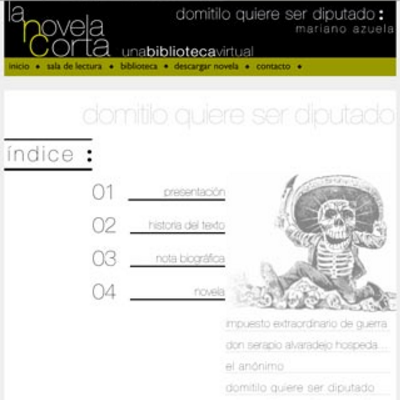 la novela corta
domitilo quiere ser diputado :
mariano azuela
unabibliotecavirtual
inicio • sala de lectura • biblioteca • descargar novela • contacto •
domitilo quiere ser diputado
índice :
01 presentación
02 historia del texto
03 nota biográfica
04 novela
impuesto extraordinario de guerra
don serapio alvaradejo hospeda...
el anónimo
domitilo quiere ser diputado